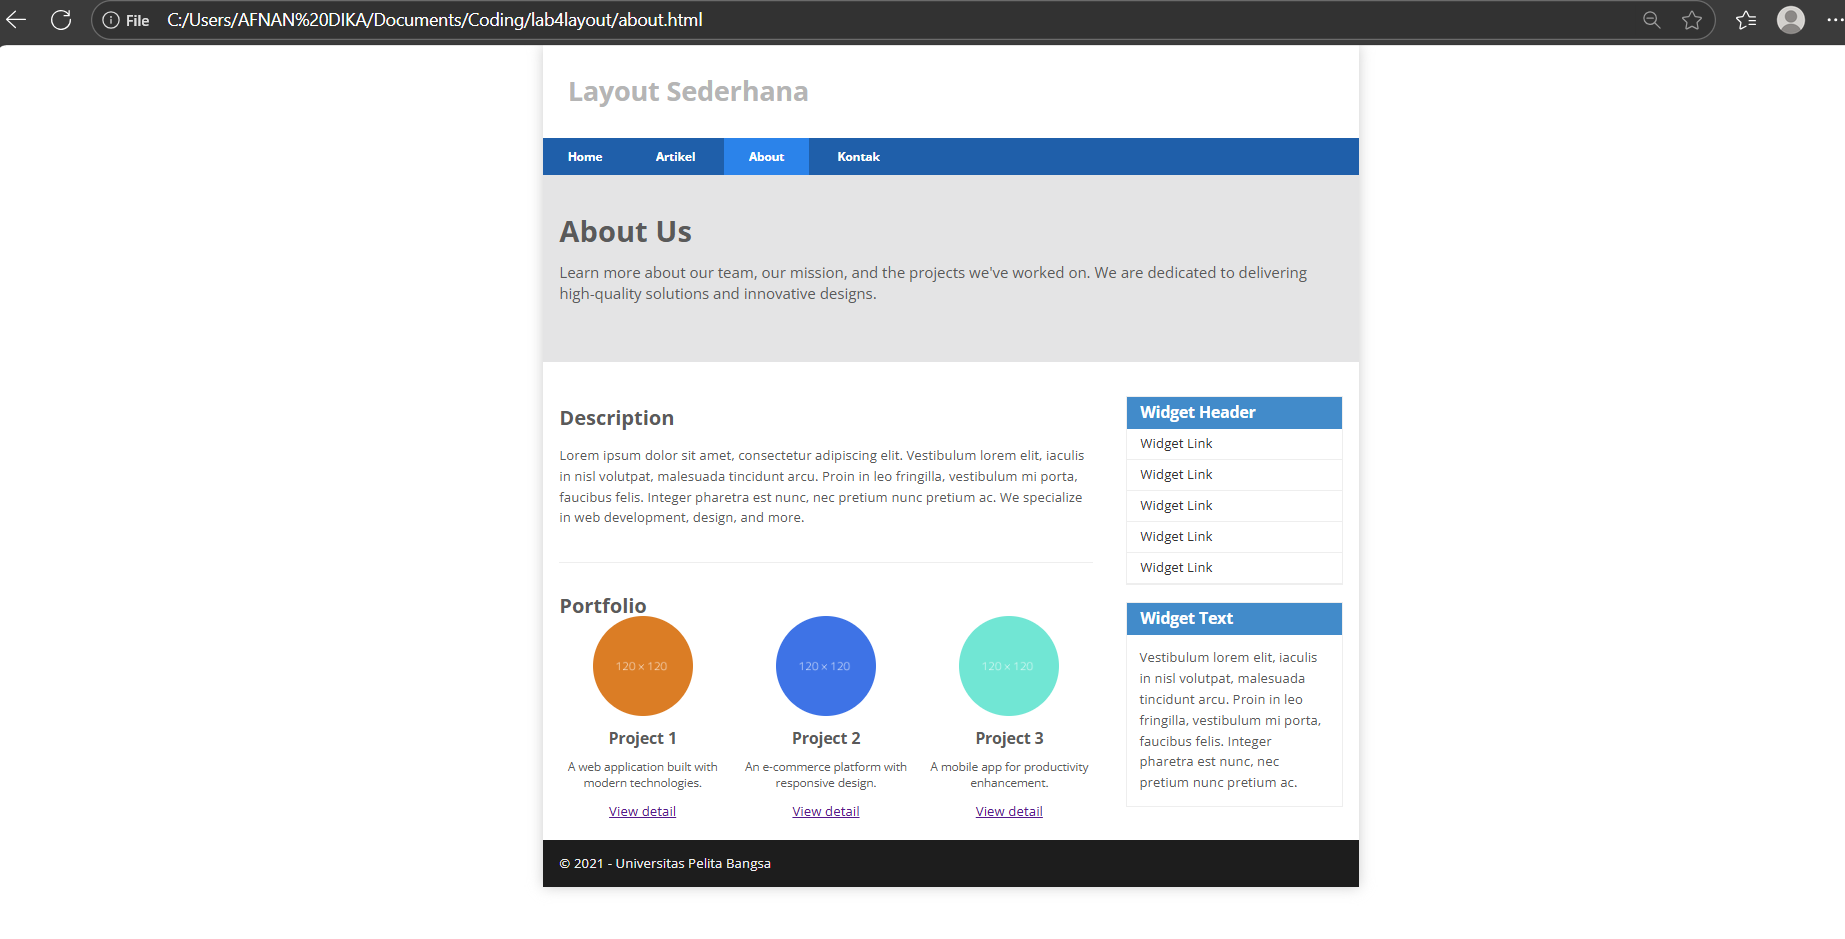 File C:/Users/AFNAN%20DIKA/Documents/Coding/lab4layout/about.html
Layout Sederhana
Home Artikel About Kontak
About Us
Learn more about our team, our mission, and the projects we've worked on. We are dedicated to delivering
high-quality solutions and innovative designs.
Description
Lorem ipsum dolor sit amet, consectetur adipiscing elit. Vestibulum lorem elit, iaculis
in nisl volutpat, malesuada tincidunt arcu. Proin in leo fringilla, vestibulum mi porta,
faucibus felis. Integer pharetra est nunc, nec pretium nunc pretium ac. We specialize
in web development, design, and more.
Portfolio
120 × 120
Project 1
A web application built with
modern technologies.
View detail
120 × 120
Project 2
An e-commerce platform with
responsive design.
View detail
120 × 120
Project 3
A mobile app for productivity
enhancement.
View detail
Widget Header
Widget Link
Widget Link
Widget Link
Widget Link
Widget Link
Widget Text
Vestibulum lorem elit, iaculis
in nisl volutpat, malesuada
tincidunt arcu. Proin in leo
fringilla, vestibulum mi porta,
faucibus felis. Integer
pharetra est nunc, nec
pretium nunc pretium ac.
© 2021 - Universitas Pelita Bangsa